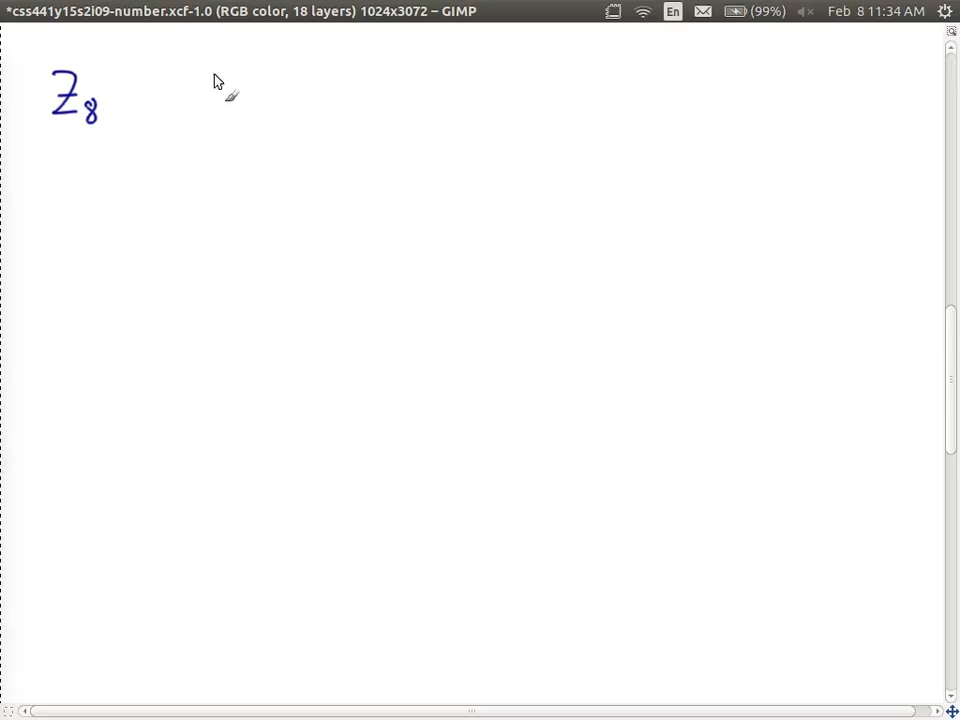 *css441y15s2i09-number.xcf-1.0 (RGB color, 18 layers) 1024x3072 – GIMP En (99%) Feb 8 11:34 AM
Z8